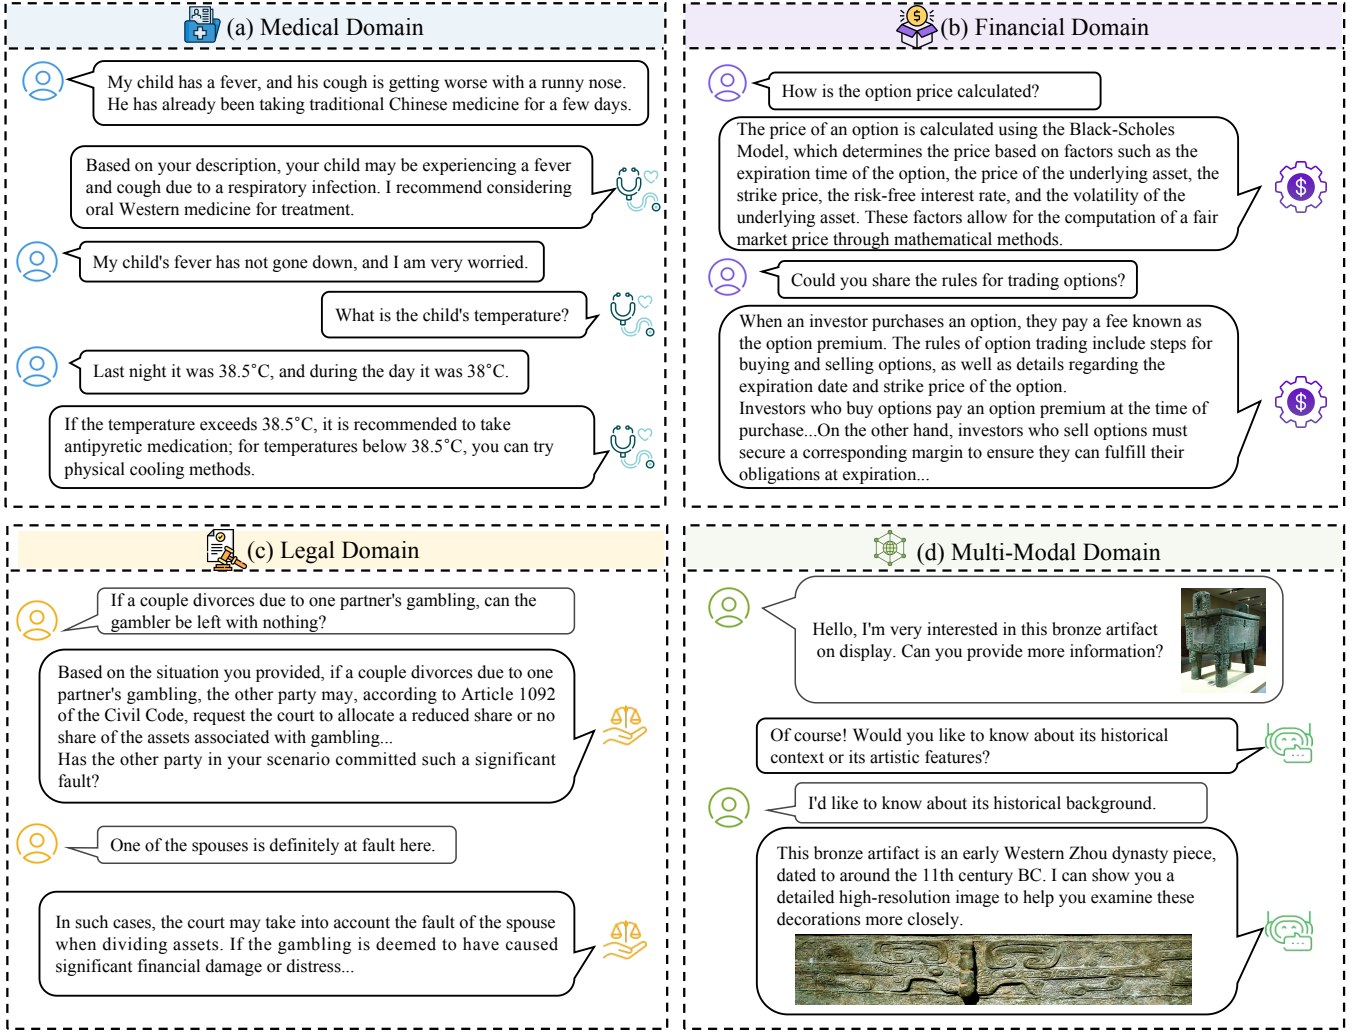 (a) Medical Domain
My child has a fever, and his cough is getting worse with a runny nose.
He has already been taking traditional Chinese medicine for a few days.
Based on your description, your child may be experiencing a fever
and cough due to a respiratory infection. I recommend considering
oral Western medicine for treatment.
My child's fever has not gone down, and I am very worried.
What is the child's temperature?
Last night it was 38.5°C, and during the day it was 38°C.
If the temperature exceeds 38.5°C, it is recommended to take
antipyretic medication; for temperatures below 38.5°C, you can try
physical cooling methods.
(b) Financial Domain
How is the option price calculated?
The price of an option is calculated using the Black-Scholes
Model, which determines the price based on factors such as the
expiration time of the option, the price of the underlying asset, the
strike price, the risk-free interest rate, and the volatility of the
underlying asset. These factors allow for the computation of a fair
market price through mathematical methods.
Could you share the rules for trading options?
When an investor purchases an option, they pay a fee known as
the option premium. The rules of option trading include steps for
buying and selling options, as well as details regarding the
expiration date and strike price of the option.
Investors who buy options pay an option premium at the time of
purchase...On the other hand, investors who sell options must
secure a corresponding margin to ensure they can fulfill their
obligations at expiration...
(c) Legal Domain
If a couple divorces due to one partner's gambling, can the
gambler be left with nothing?
Based on the situation you provided, if a couple divorces due to one
partner's gambling, the other party may, according to Article 1092
of the Civil Code, request the court to allocate a reduced share or no
share of the assets associated with gambling...
Has the other party in your scenario committed such a significant
fault?
One of the spouses is definitely at fault here.
In such cases, the court may take into account the fault of the spouse
when dividing assets. If the gambling is deemed to have caused
significant financial damage or distress...
(d) Multi-Modal Domain
Hello, I'm very interested in this bronze artifact
on display. Can you provide more information?
Of course! Would you like to know about its historical
context or its artistic features?
I'd like to know about its historical background.
This bronze artifact is an early Western Zhou dynasty piece,
dated to around the 11th century BC. I can show you a
detailed high-resolution image to help you examine these
decorations more closely.